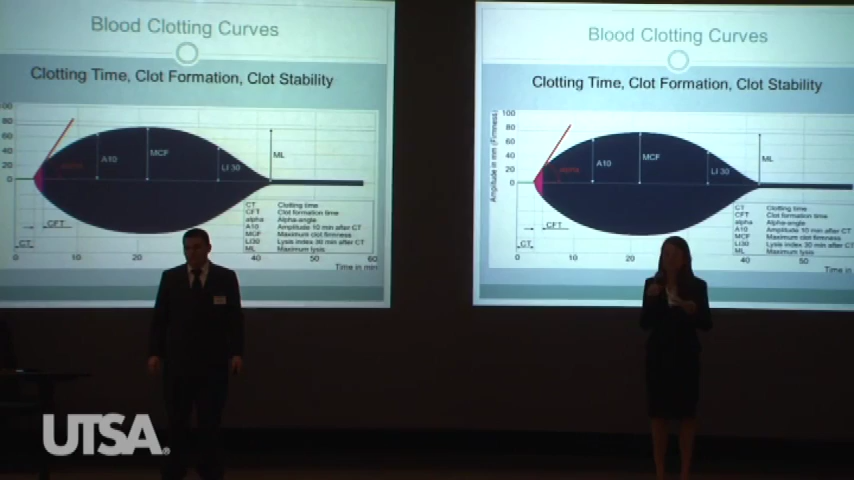 Blood Clotting Curves
Clotting Time, Clot Formation, Clot Stability
80
60
40
20
0
alpha
A10
MCF
LI 30
ML
CFT
CT
CT Clotting time
CFT Clot formation time
alpha Alpha-angle
A10 Amplitude 10 min after CT
MCF Maximum clot firmness
LI30 Lysis index 30 min after CT
ML Maximum lysis
0 10 20 40 50 60
Time in min
Blood Clotting Curves
Clotting Time, Clot Formation, Clot Stability
Amplitude in mm (Firmness)
100
80
60
40
20
0
alpha
A10
MCF
LI 30
ML
CFT
CT
CT Clotting time
CFT Clot formation time
alpha Alpha-angle
A10 Amplitude 10 min after CT
MCF Maximum clot firmness
LI30 Lysis index 30 min after CT
ML Maximum lysis
0 20 40 50
Time in
UTSA®